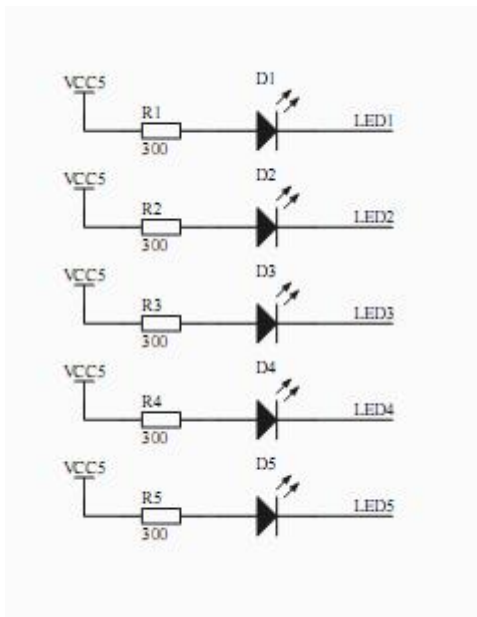 VCC5
D1
R1
LED1
300
VCC5
D2
R2
LED2
300
VCC5
D3
R3
LED3
300
VCC5
D4
R4
LED4
300
VCC5
D5
R5
LED5
300